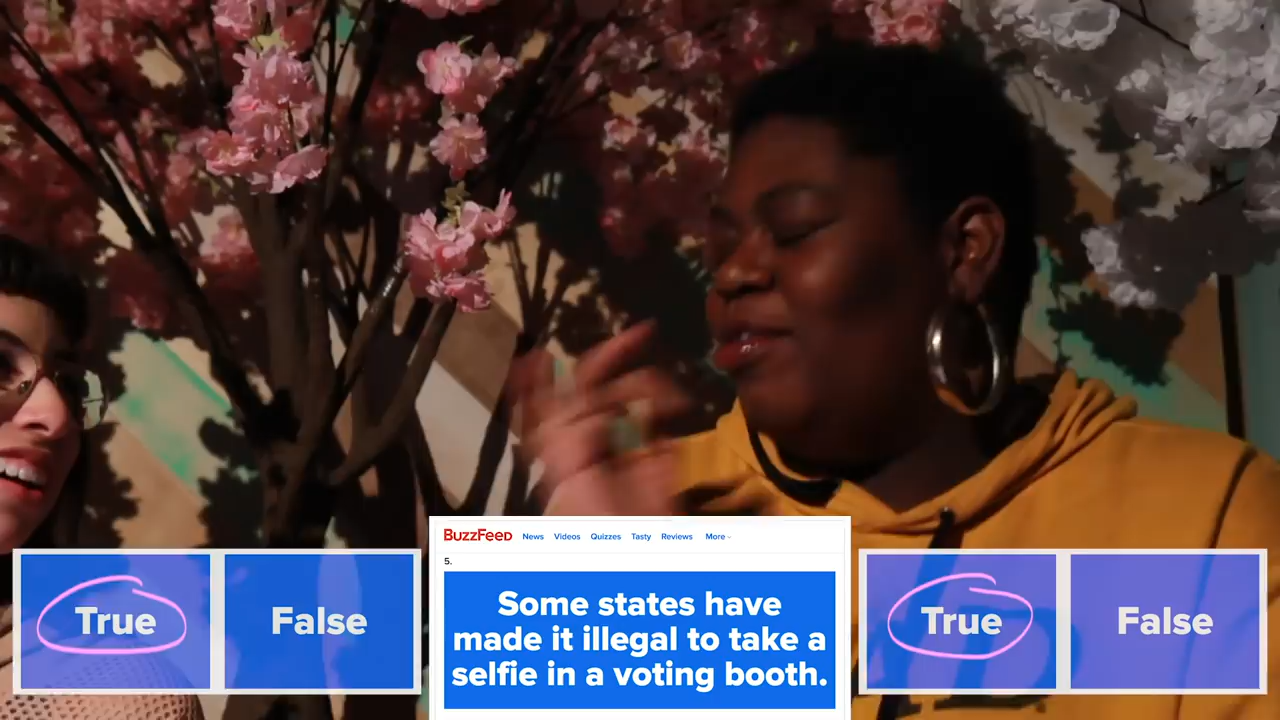 BuzzFeed News Videos Quizzes Tasty Reviews More
5.
Some states have
made it illegal to take a
selfie in a voting booth.
True False
True False